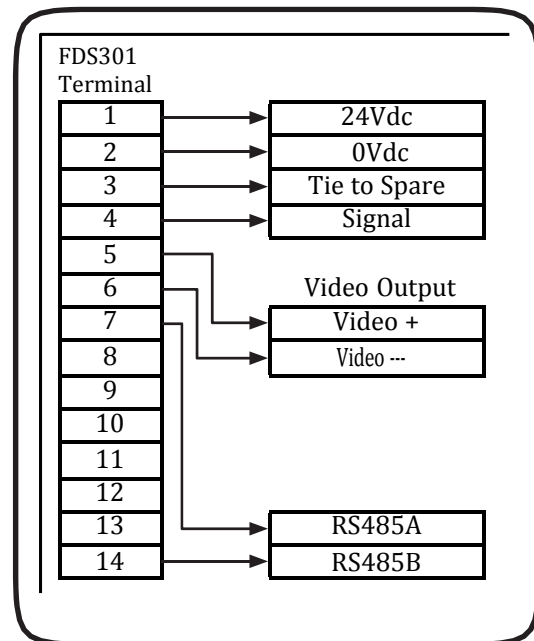 FDS301
Terminal
1 24Vdc
2 0Vdc
3 Tie to Spare
4 Signal
5
6 Video Output
7 Video +
8 Video ---
9
10
11
12
13 RS485A
14 RS485B